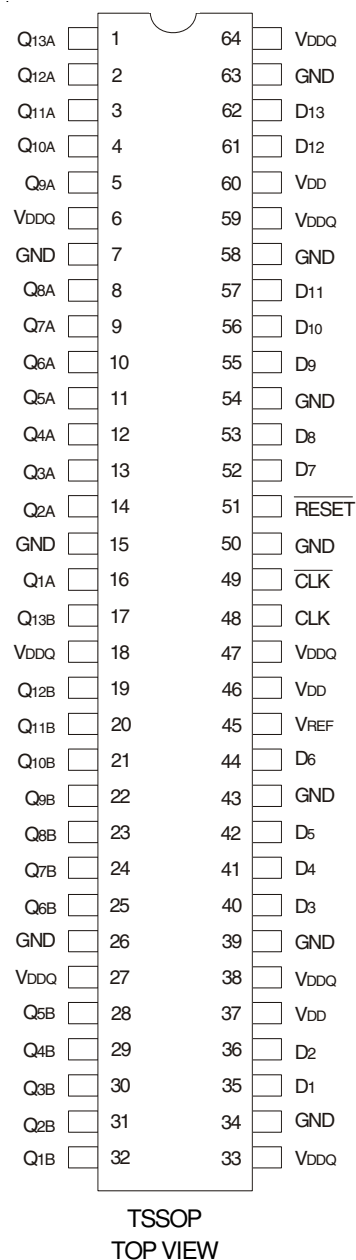 Q13A 1 64 VDDQ
Q12A 2 63 GND
Q11A 3 62 D13
Q10A 4 61 D12
Q9A 5 60 VDD
VDDQ 6 59 VDDQ
GND 7 58 GND
Q8A 8 57 D11
Q7A 9 56 D10
Q6A 10 55 D9
Q5A 11 54 GND
Q4A 12 53 D8
Q3A 13 52 D7
Q2A 14 51 RESET
GND 15 50 GND
Q1A 16 49 CLK
Q13B 17 48 CLK
VDDQ 18 47 VDDQ
Q12B 19 46 VDD
Q11B 20 45 VREF
Q10B 21 44 D6
Q9B 22 43 GND
Q8B 23 42 D5
Q7B 24 41 D4
Q6B 25 40 D3
GND 26 39 GND
VDDQ 27 38 VDDQ
Q5B 28 37 VDD
Q4B 29 36 D2
Q3B 30 35 D1
Q2B 31 34 GND
Q1B 32 33 VDDQ
TSSOP
TOP VIEW